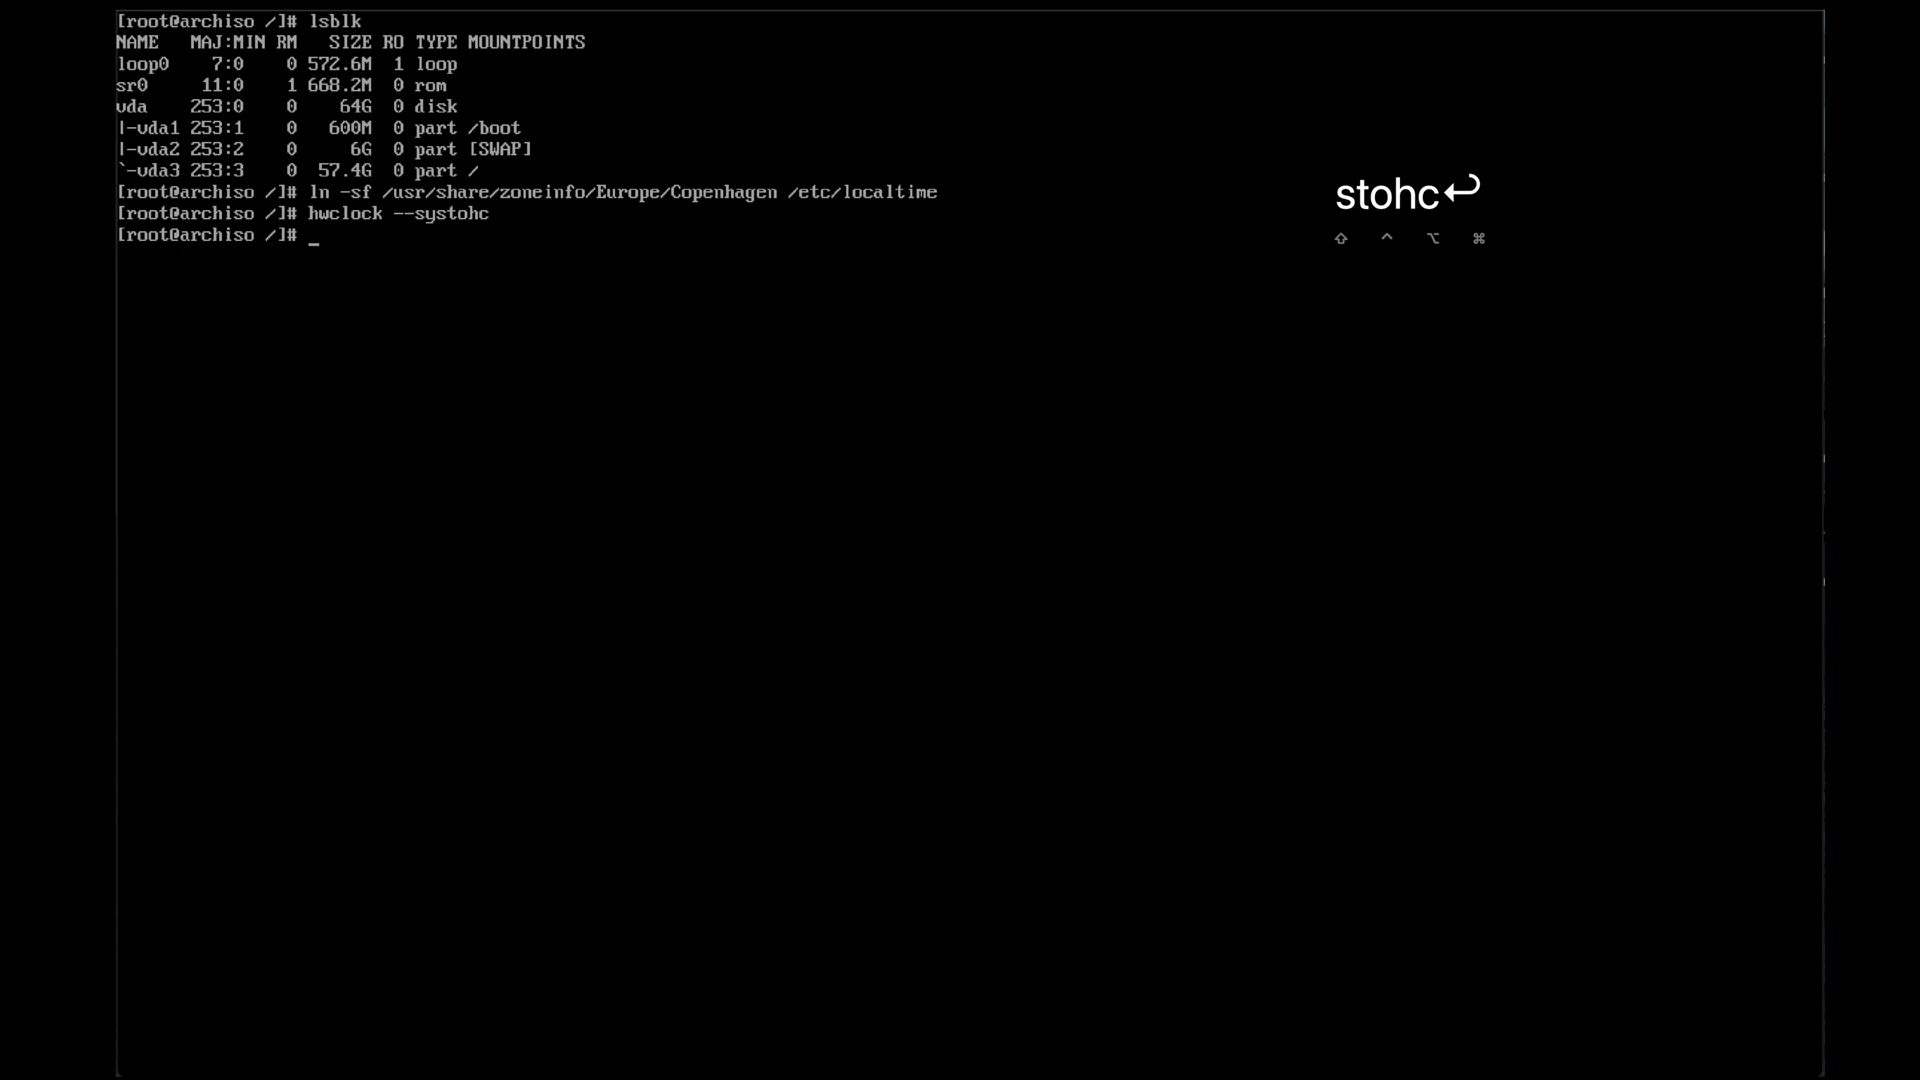 [root@archiso /]# lsblk
NAME   MAJ:MIN RM   SIZE RO TYPE MOUNTPOINTS
loop0    7:0    0 572.6M  1 loop
sr0     11:0    1 668.2M  0 rom
vda    253:0    0    64G  0 disk
|-vda1 253:1    0   600M  0 part /boot
|-vda2 253:2    0     6G  0 part [SWAP]
`-vda3 253:3    0  57.4G  0 part /
[root@archiso /]# ln -sf /usr/share/zoneinfo/Europe/Copenhagen /etc/localtime
[root@archiso /]# hwclock --systohc
[root@archiso /]# _
stohc↩
⇧ ^ ⌥ ⌘